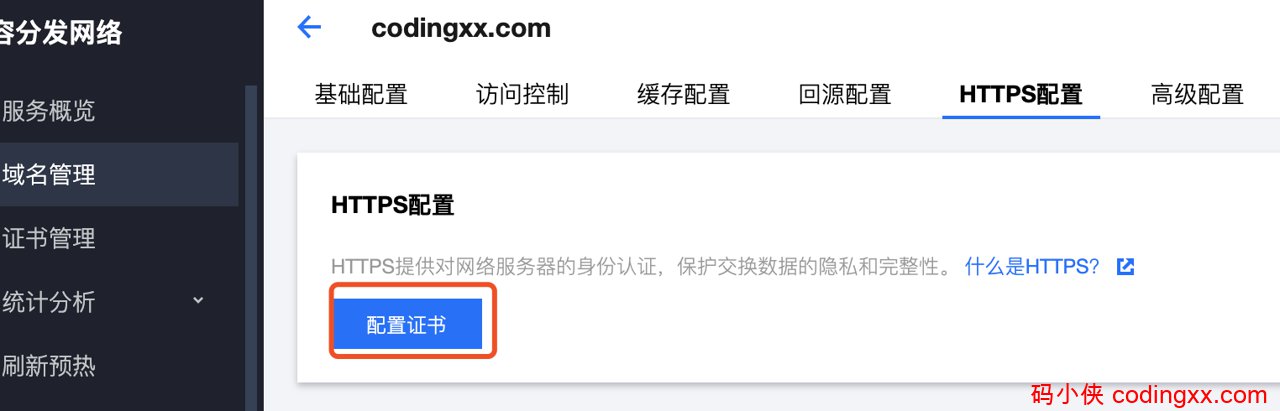 容分发网络
服务概览
域名管理
证书管理
统计分析
刷新预热
codingxx.com
基础配置 访问控制 缓存配置 回源配置 HTTPS配置 高级配置
HTTPS配置
HTTPS提供对网络服务器的身份认证，保护交换数据的隐私和完整性。 什么是HTTPS?
配置证书
码小侠 codingxx.com